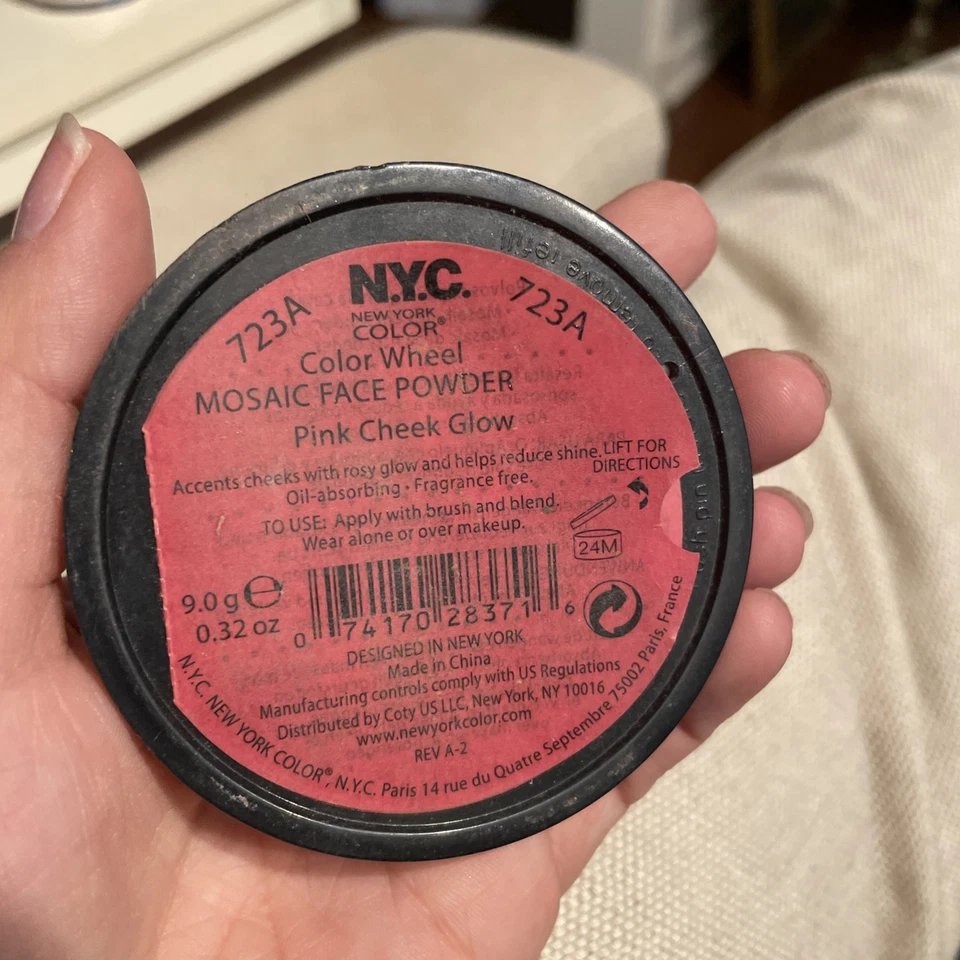 N.Y.C.
NEW YORK
COLOR®
723A
723A
Color Wheel
MOSAIC FACE POWDER
Pink Cheek Glow
Accents cheeks with rosy glow and helps reduce shine.
Oil-absorbing · Fragrance free.
LIFT FOR
DIRECTIONS
TO USE: Apply with brush and blend.
Wear alone or over makeup.
24M
9.0 g e
0.32 oz
0 74170 28371 6
DESIGNED IN NEW YORK
Made in China
Manufacturing controls comply with US Regulations
Distributed by Coty US LLC, New York, NY 10016
www.newyorkcolor.com
REV A-2
N.Y.C. NEW YORK COLOR®, N.Y.C. Paris 14 rue du Quatre Septembre 75002 Paris, France
remove refill